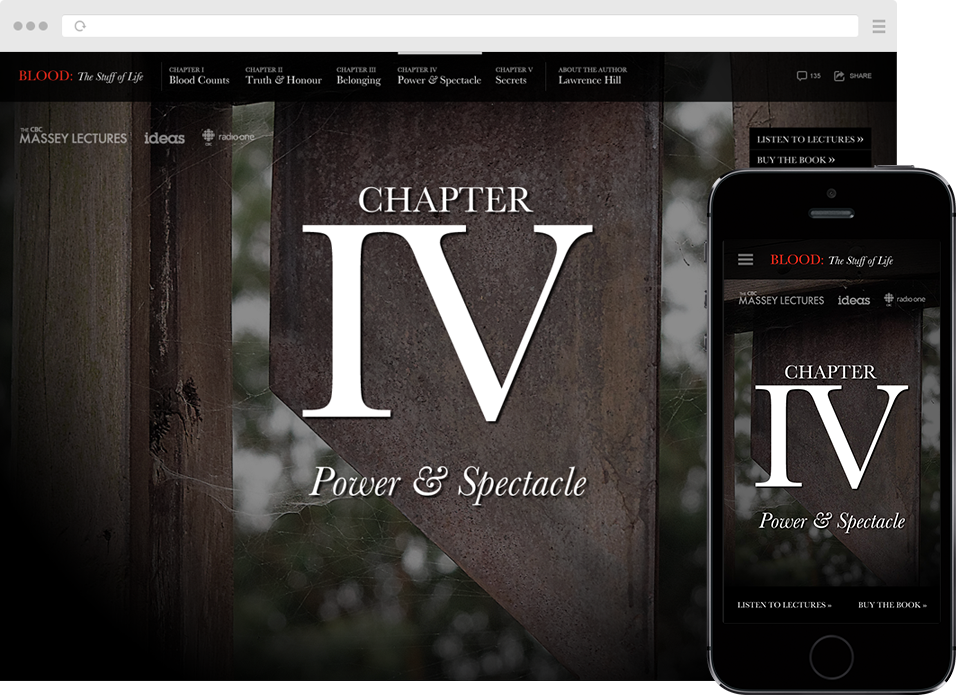 BLOOD: The Stuff of Life
CHAPTER I
Blood Counts
CHAPTER II
Truth & Honour
CHAPTER III
Belonging
CHAPTER IV
Power & Spectacle
CHAPTER V
Secrets
ABOUT THE AUTHOR
Lawrence Hill
135
SHARE
THE CBC
MASSEY LECTURES
ideas
radione
CBC
LISTEN TO LECTURES »
BUY THE BOOK »
CHAPTER
IV
Power & Spectacle
BLOOD: The Stuff of Life
THE CBC
MASSEY LECTURES
ideas
radio one
CHAPTER
IV
Power & Spectacle
LISTEN TO LECTURES »
BUY THE BOOK »